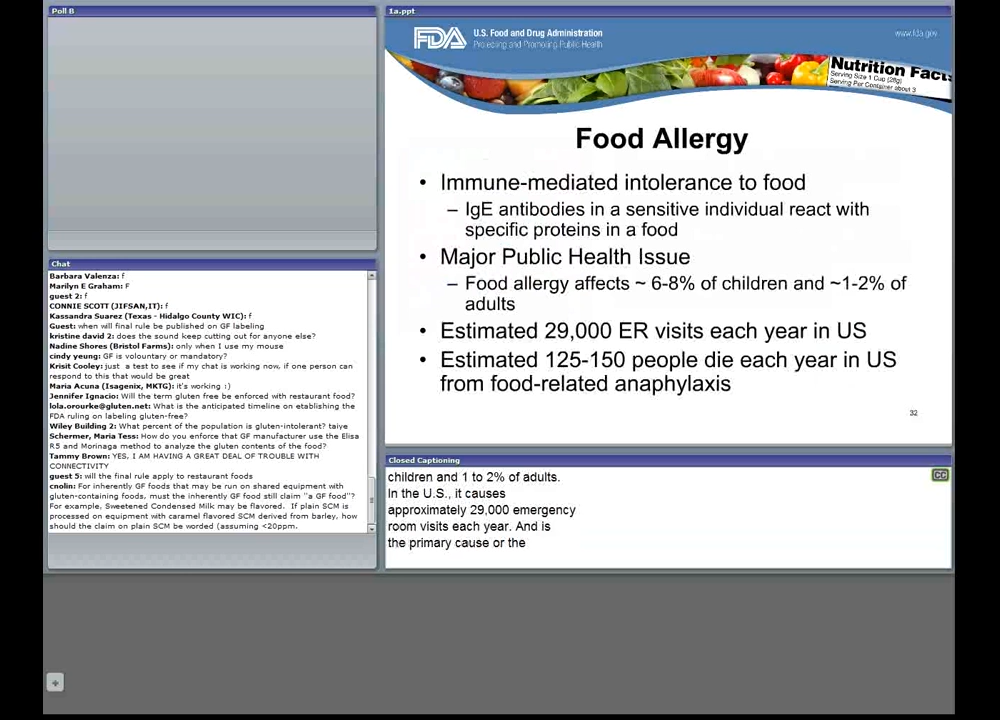 Poll B
Chat
Barbara Valenza: f
Marilyn E Graham: F
guest 2: f
CONNIE SCOTT (JIFSAN,IT): f
Kassandra Suarez (Texas - Hidalgo County WIC): f
Guest: when will final rule be published on GF labeling
kristine david 2: does the sound keep cutting out for anyone else?
Nadine Shores (Bristol Farms): only when I use my mouse
cindy yeung: GF is voluntary or mandatory?
Krisit Cooley: just a test to see if my chat is working now, if one person can
respond to this that would be great
Maria Acuna (Isagenix, MKTG): it's working :)
Jennifer Ignacio: Will the term gluten free be enforced with restaurant food?
lola.orourke@gluten.net: What is the anticipated timeline on etablishing the
FDA ruling on labeling gluten-free?
Wiley Building 2: What percent of the population is gluten-intolerant? taiye
Schermer, Maria Tess: How do you enforce that GF manufacturer use the Elisa
R5 and Morinaga method to analyze the gluten contents of the food?
Tammy Brown: YES, I AM HAVING A GREAT DEAL OF TROUBLE WITH
CONNECTIVITY
guest 5: will the final rule apply to restaurant foods
cnolin: For inherently GF foods that may be run on shared equipment with
gluten-containing foods, must the inherently GF food still claim "a GF food"?
For example, Sweetened Condensed Milk may be flavored. If plain SCM is
processed on equipment with caramel flavored SCM derived from barley, how
should the claim on plain SCM be worded (assuming <20ppm.
1a.ppt
FDA
U.S. Food and Drug Administration
Protecting and Promoting Public Health
www.fda.gov
Nutrition Facts
Serving Size 1 Cup (28g)
Serving Per Container about 3
Food Allergy
• Immune-mediated intolerance to food
– IgE antibodies in a sensitive individual react with
specific proteins in a food
• Major Public Health Issue
– Food allergy affects ~ 6-8% of children and ~1-2% of
adults
• Estimated 29,000 ER visits each year in US
• Estimated 125-150 people die each year in US
from food-related anaphylaxis
32
Closed Captioning
CC
children and 1 to 2% of adults.
In the U.S., it causes
approximately 29,000 emergency
room visits each year. And is
the primary cause or the